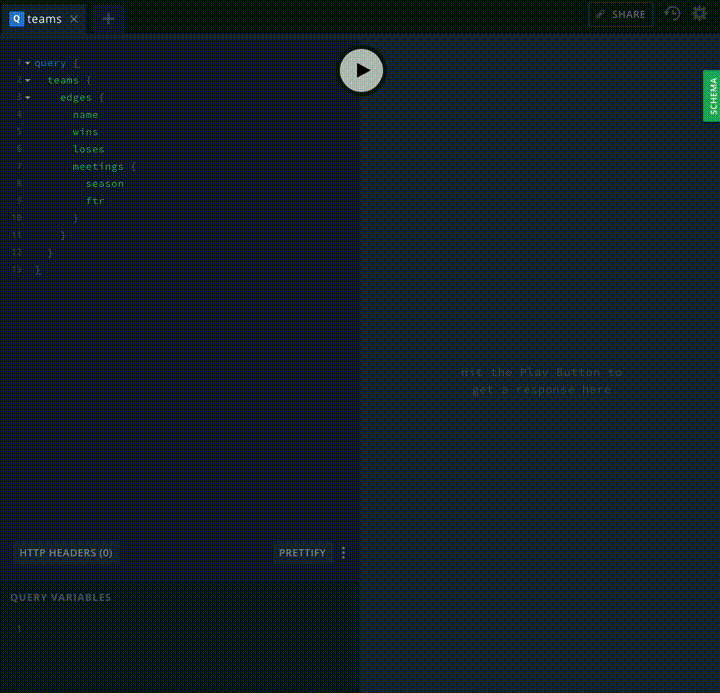 Q teams ×
+
SHARE
SCHEMA
1 query {
2 teams {
3 edges {
4 name
5 wins
6 loses
7 meetings {
8 season
9 ftr
10 }
11 }
12 }
13 }
Hit the Play Button to
get a response here
HTTP HEADERS (0)
PRETTIFY
QUERY VARIABLES
1